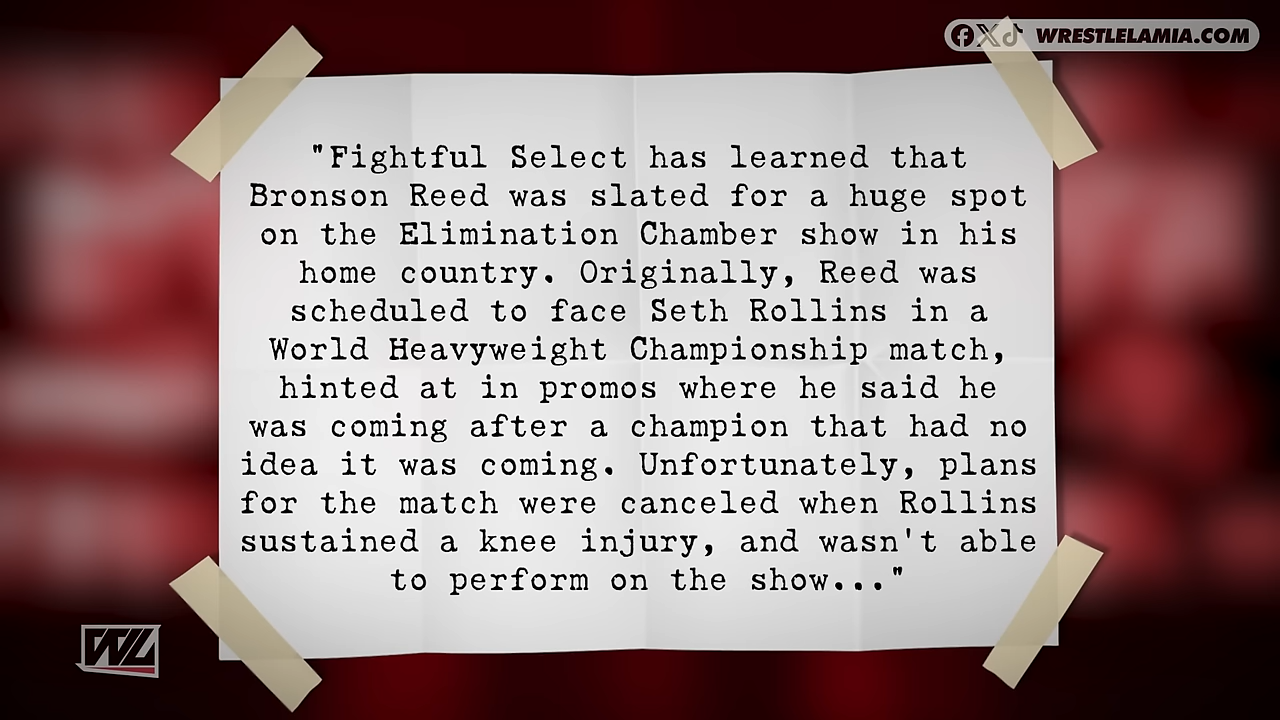 WRESTLELAMIA.COM
"Fightful Select has learned that
Bronson Reed was slated for a huge spot
on the Elimination Chamber show in his
home country. Originally, Reed was
scheduled to face Seth Rollins in a
World Heavyweight Championship match,
hinted at in promos where he said he
was coming after a champion that had no
idea it was coming. Unfortunately, plans
for the match were canceled when Rollins
sustained a knee injury, and wasn't able
to perform on the show..."
WL